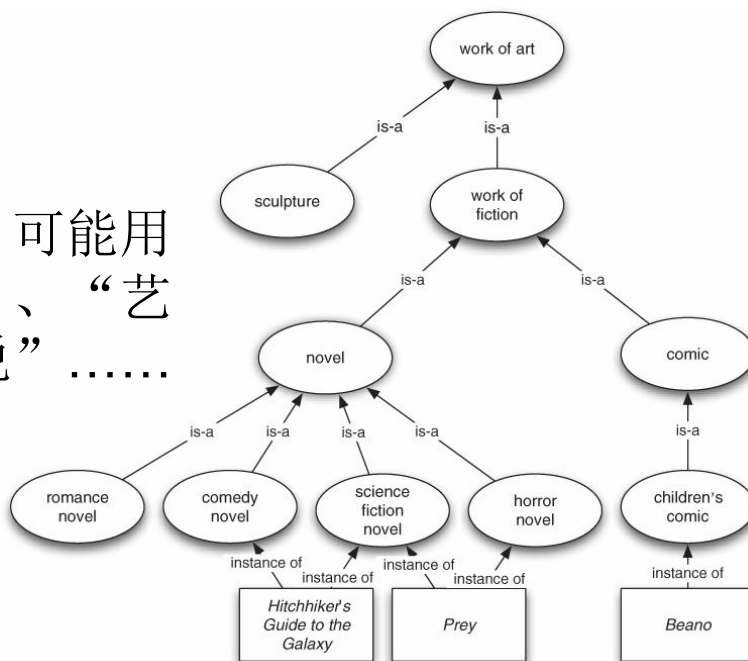 work of art
is-a
is-a
sculpture
work of
fiction
可能用
、“艺
”……
is-a
is-a
novel
comic
is-a
is-a
is-a
is-a
is-a
romance
novel
comedy
novel
science
fiction
novel
horror
novel
children's
comic
instance of
instance of
instance of
instance of
instance of
Hitchhiker's
Guide to the
Galaxy
Prey
Beano